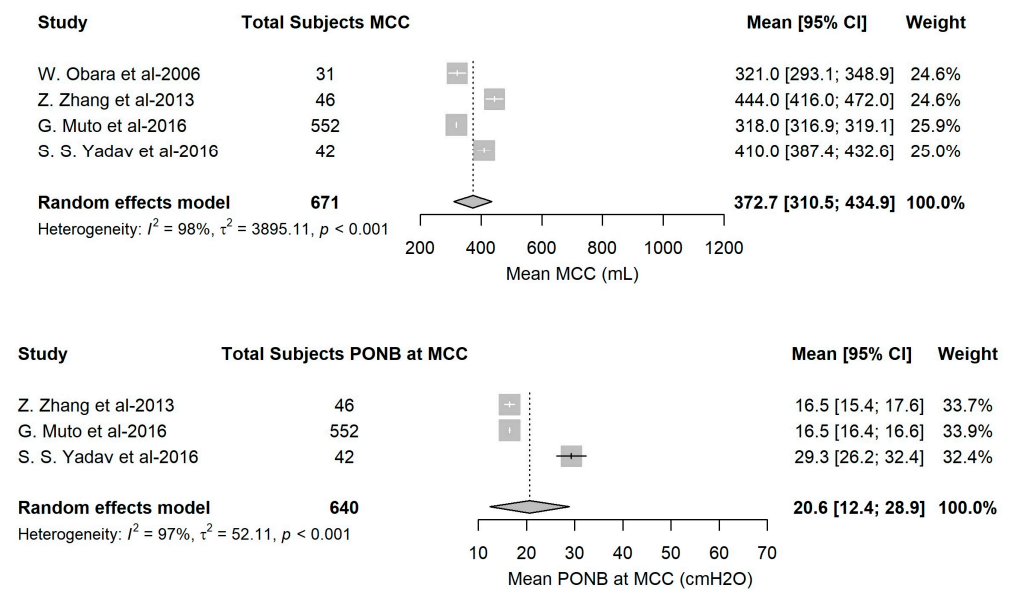 Study Total Subjects MCC Mean [95% CI] Weight
W. Obara et al-2006 31 321.0 [293.1; 348.9] 24.6%
Z. Zhang et al-2013 46 444.0 [416.0; 472.0] 24.6%
G. Muto et al-2016 552 318.0 [316.9; 319.1] 25.9%
S. S. Yadav et al-2016 42 410.0 [387.4; 432.6] 25.0%
Random effects model 671 372.7 [310.5; 434.9] 100.0%
Heterogeneity: I² = 98%, τ² = 3895.11, p < 0.001
200 400 600 800 1000 1200
Mean MCC (mL)
Study Total Subjects PONB at MCC Mean [95% CI] Weight
Z. Zhang et al-2013 46 16.5 [15.4; 17.6] 33.7%
G. Muto et al-2016 552 16.5 [16.4; 16.6] 33.9%
S. S. Yadav et al-2016 42 29.3 [26.2; 32.4] 32.4%
Random effects model 640 20.6 [12.4; 28.9] 100.0%
Heterogeneity: I² = 97%, τ² = 52.11, p < 0.001
10 20 30 40 50 60 70
Mean PONB at MCC (cmH2O)